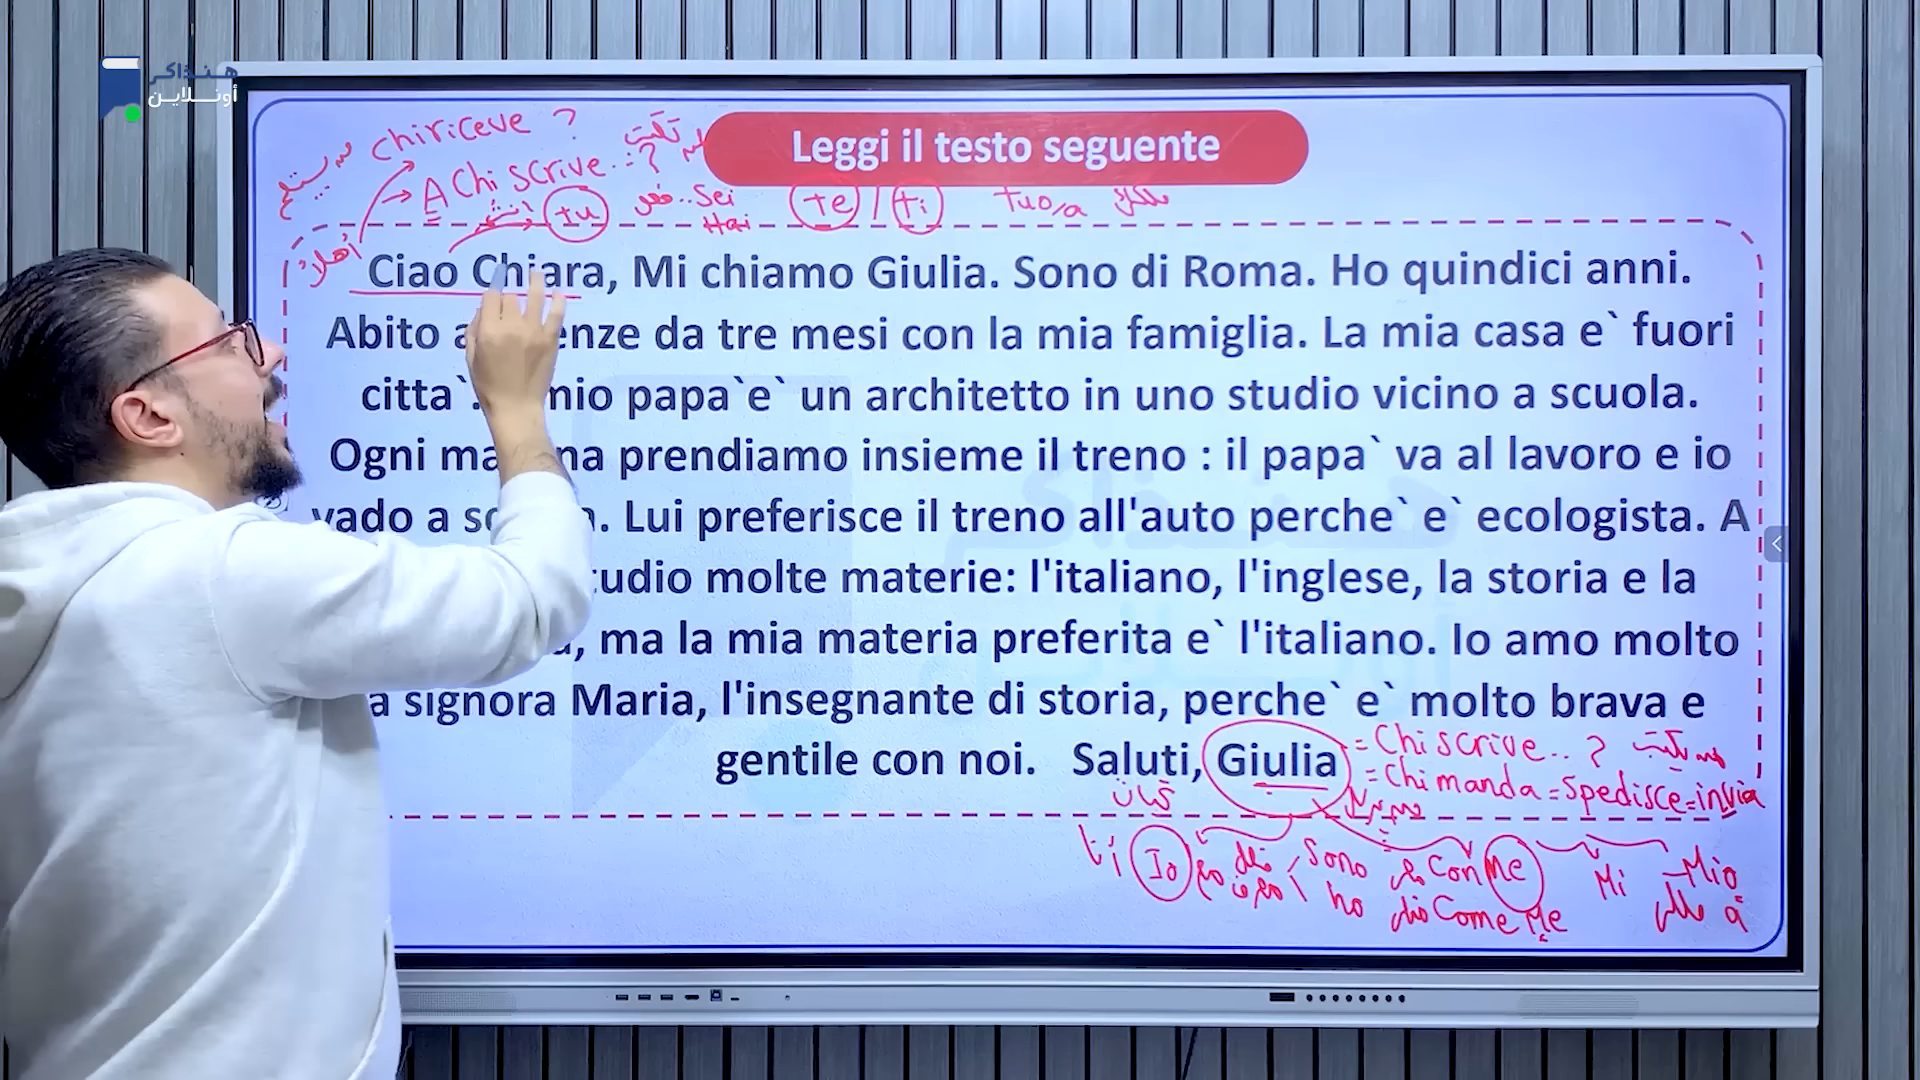 هنذاكر
أونلاين
Leggi il testo seguente
chi riceve ?
A chi scrive..?
tu
Sei
Hai
te / ti
tuo/a
Ciao Chiara, Mi chiamo Giulia. Sono di Roma. Ho quindici anni.
Abito a enze da tre mesi con la mia famiglia. La mia casa e` fuori
citta`. mio papa`e` un architetto in uno studio vicino a scuola.
Ogni ma na prendiamo insieme il treno : il papa` va al lavoro e io
vado a sc . Lui preferisce il treno all'auto perche` e` ecologista. A
tudio molte materie: l'italiano, l'inglese, la storia e la
, ma la mia materia preferita e` l'italiano. Io amo molto
a signora Maria, l'insegnante di storia, perche` e` molto brava e
gentile con noi. Saluti, Giulia
= Chi scrive..?
= Chi manda = spedisce = invia
Io
Sono
ho
Con Me
Come Me
Mi
Mio
a